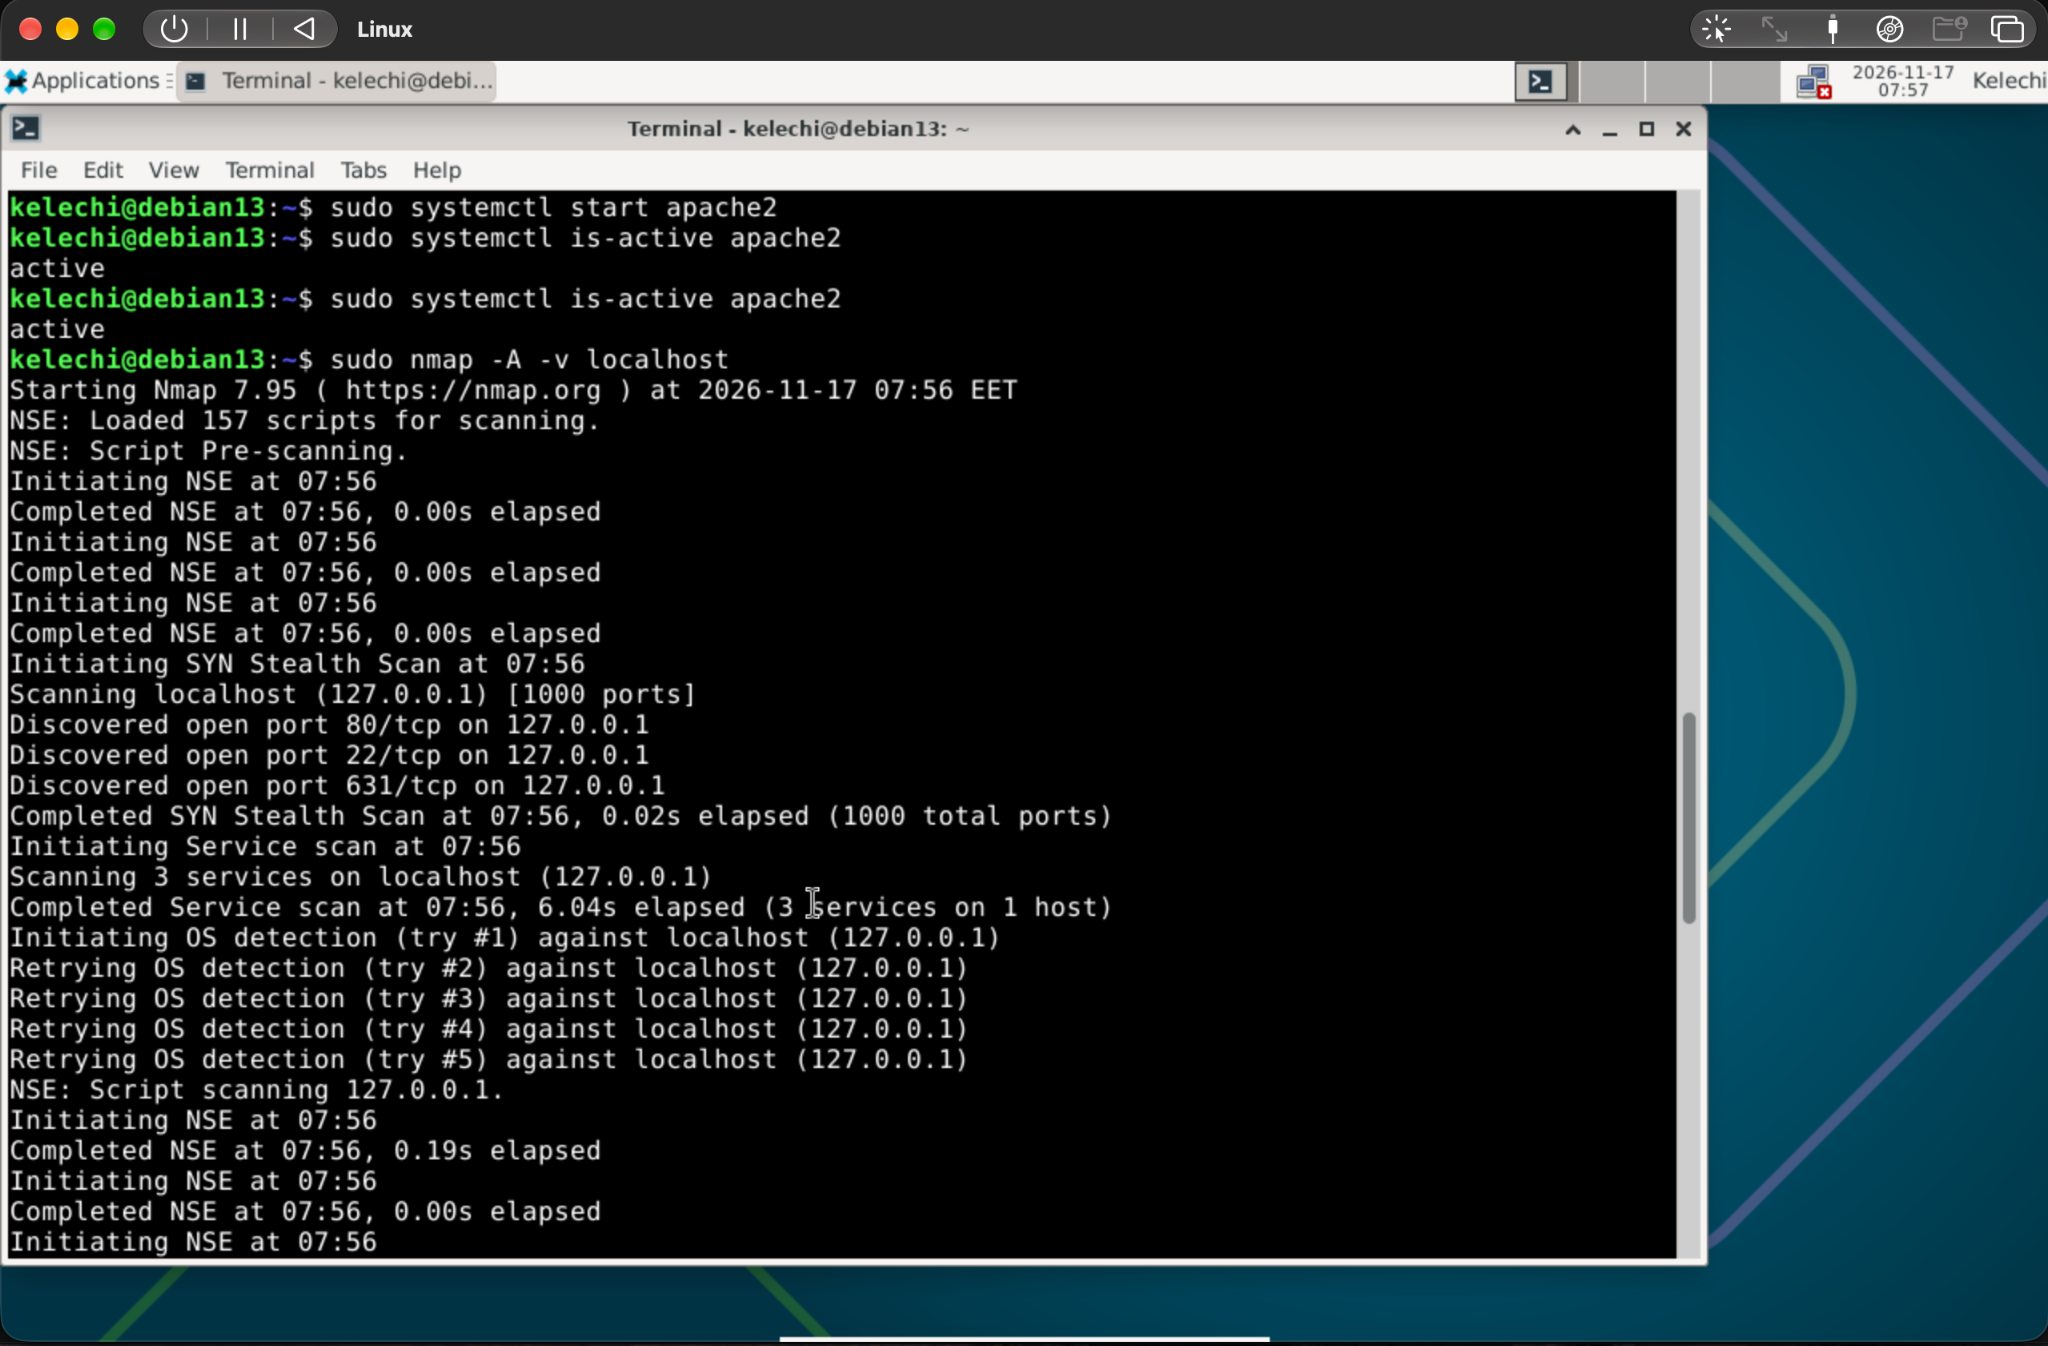 Linux
Applications
Terminal - kelechi@debi...
2026-11-17
07:57
Kelechi
Terminal - kelechi@debian13: ~
File Edit View Terminal Tabs Help
kelechi@debian13:~$ sudo systemctl start apache2
kelechi@debian13:~$ sudo systemctl is-active apache2
active
kelechi@debian13:~$ sudo systemctl is-active apache2
active
kelechi@debian13:~$ sudo nmap -A -v localhost
Starting Nmap 7.95 ( https://nmap.org ) at 2026-11-17 07:56 EET
NSE: Loaded 157 scripts for scanning.
NSE: Script Pre-scanning.
Initiating NSE at 07:56
Completed NSE at 07:56, 0.00s elapsed
Initiating NSE at 07:56
Completed NSE at 07:56, 0.00s elapsed
Initiating NSE at 07:56
Completed NSE at 07:56, 0.00s elapsed
Initiating SYN Stealth Scan at 07:56
Scanning localhost (127.0.0.1) [1000 ports]
Discovered open port 80/tcp on 127.0.0.1
Discovered open port 22/tcp on 127.0.0.1
Discovered open port 631/tcp on 127.0.0.1
Completed SYN Stealth Scan at 07:56, 0.02s elapsed (1000 total ports)
Initiating Service scan at 07:56
Scanning 3 services on localhost (127.0.0.1)
Completed Service scan at 07:56, 6.04s elapsed (3 services on 1 host)
Initiating OS detection (try #1) against localhost (127.0.0.1)
Retrying OS detection (try #2) against localhost (127.0.0.1)
Retrying OS detection (try #3) against localhost (127.0.0.1)
Retrying OS detection (try #4) against localhost (127.0.0.1)
Retrying OS detection (try #5) against localhost (127.0.0.1)
NSE: Script scanning 127.0.0.1.
Initiating NSE at 07:56
Completed NSE at 07:56, 0.19s elapsed
Initiating NSE at 07:56
Completed NSE at 07:56, 0.00s elapsed
Initiating NSE at 07:56